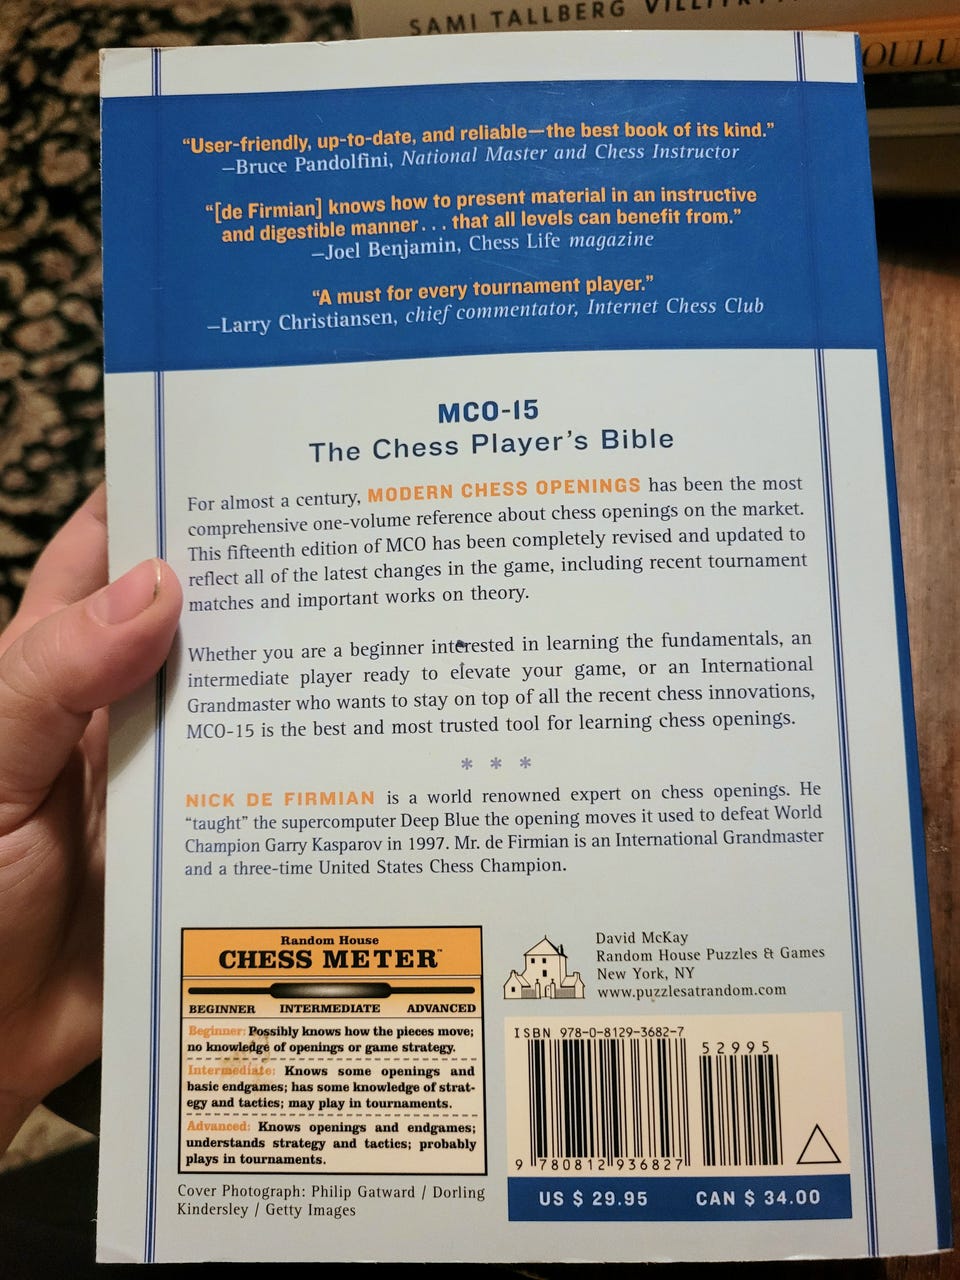 SAMI TALLBERG
OULU
“User-friendly, up-to-date, and reliable—the best book of its kind.”
—Bruce Pandolfini, National Master and Chess Instructor
“[de Firmian] knows how to present material in an instructive
and digestible manner . . . that all levels can benefit from.”
—Joel Benjamin, Chess Life magazine
“A must for every tournament player.”
—Larry Christiansen, chief commentator, Internet Chess Club
MCO-15
The Chess Player’s Bible
For almost a century, MODERN CHESS OPENINGS has been the most
comprehensive one-volume reference about chess openings on the market.
This fifteenth edition of MCO has been completely revised and updated to
reflect all of the latest changes in the game, including recent tournament
matches and important works on theory.
Whether you are a beginner interested in learning the fundamentals, an
intermediate player ready to elevate your game, or an International
Grandmaster who wants to stay on top of all the recent chess innovations,
MCO-15 is the best and most trusted tool for learning chess openings.
* * *
NICK DE FIRMIAN is a world renowned expert on chess openings. He
“taught” the supercomputer Deep Blue the opening moves it used to defeat World
Champion Garry Kasparov in 1997. Mr. de Firmian is an International Grandmaster
and a three-time United States Chess Champion.
Random House
CHESS METER™
BEGINNER INTERMEDIATE ADVANCED
Beginner: Possibly knows how the pieces move;
no knowledge of openings or game strategy.
Intermediate: Knows some openings and
basic endgames; has some knowledge of strat-
egy and tactics; may play in tournaments.
Advanced: Knows openings and endgames;
understands strategy and tactics; probably
plays in tournaments.
Cover Photograph: Philip Gatward / Dorling
Kindersley / Getty Images
David McKay
Random House Puzzles & Games
New York, NY
www.puzzlesatrandom.com
ISBN 978-0-8129-3682-7
52995
9 780812 936827
US $ 29.95 CAN $ 34.00